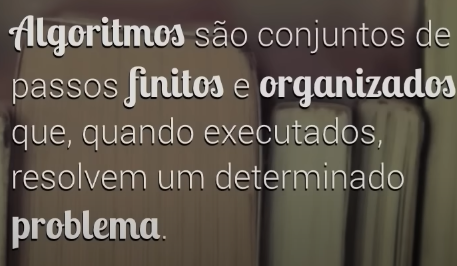 Algoritmos são conjuntos de
passos finitos e organizados
que, quando executados,
resolvem um determinado
problema.